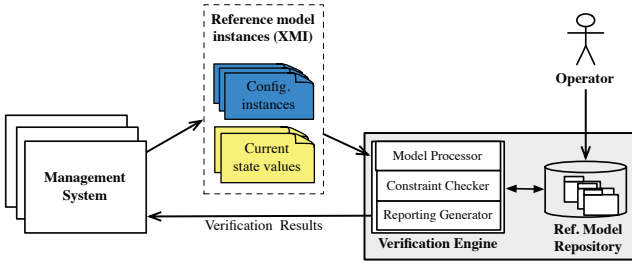 Reference model
instances (XMI)
Config.
instances
Current
state values
Operator
Management
System
Model Processor
Constraint Checker
Reporting Generator
Verification Results
Verification Engine
Ref. Model
Repository